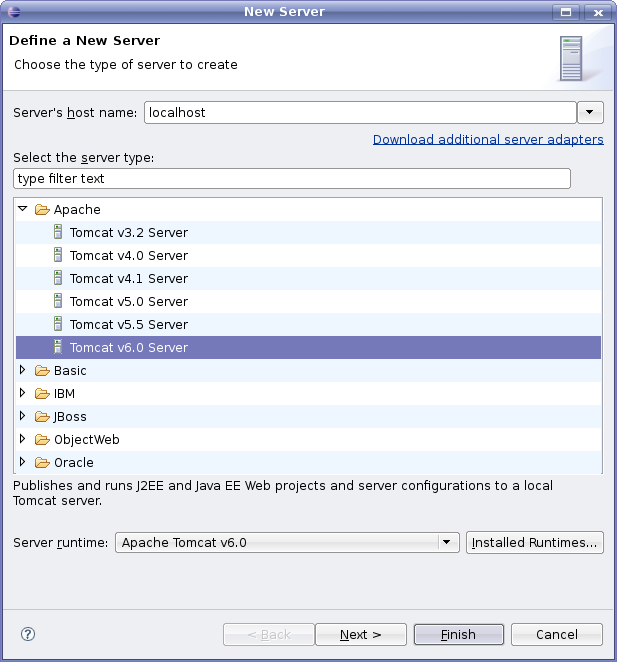 New Server
Define a New Server
Choose the type of server to create
Server's host name: localhost
Download additional server adapters
Select the server type:
type filter text
Apache
Tomcat v3.2 Server
Tomcat v4.0 Server
Tomcat v4.1 Server
Tomcat v5.0 Server
Tomcat v5.5 Server
Tomcat v6.0 Server
Basic
IBM
JBoss
ObjectWeb
Oracle
Publishes and runs J2EE and Java EE Web projects and server configurations to a local
Tomcat server.
Server runtime: Apache Tomcat v6.0 Installed Runtimes...
? < Back Next > Finish Cancel